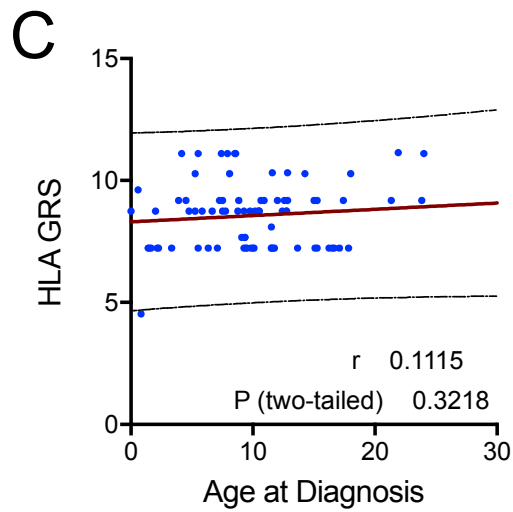 C
15
10
5
0
HLA GRS
r 0.1115
P (two-tailed) 0.3218
0 10 20 30
Age at Diagnosis